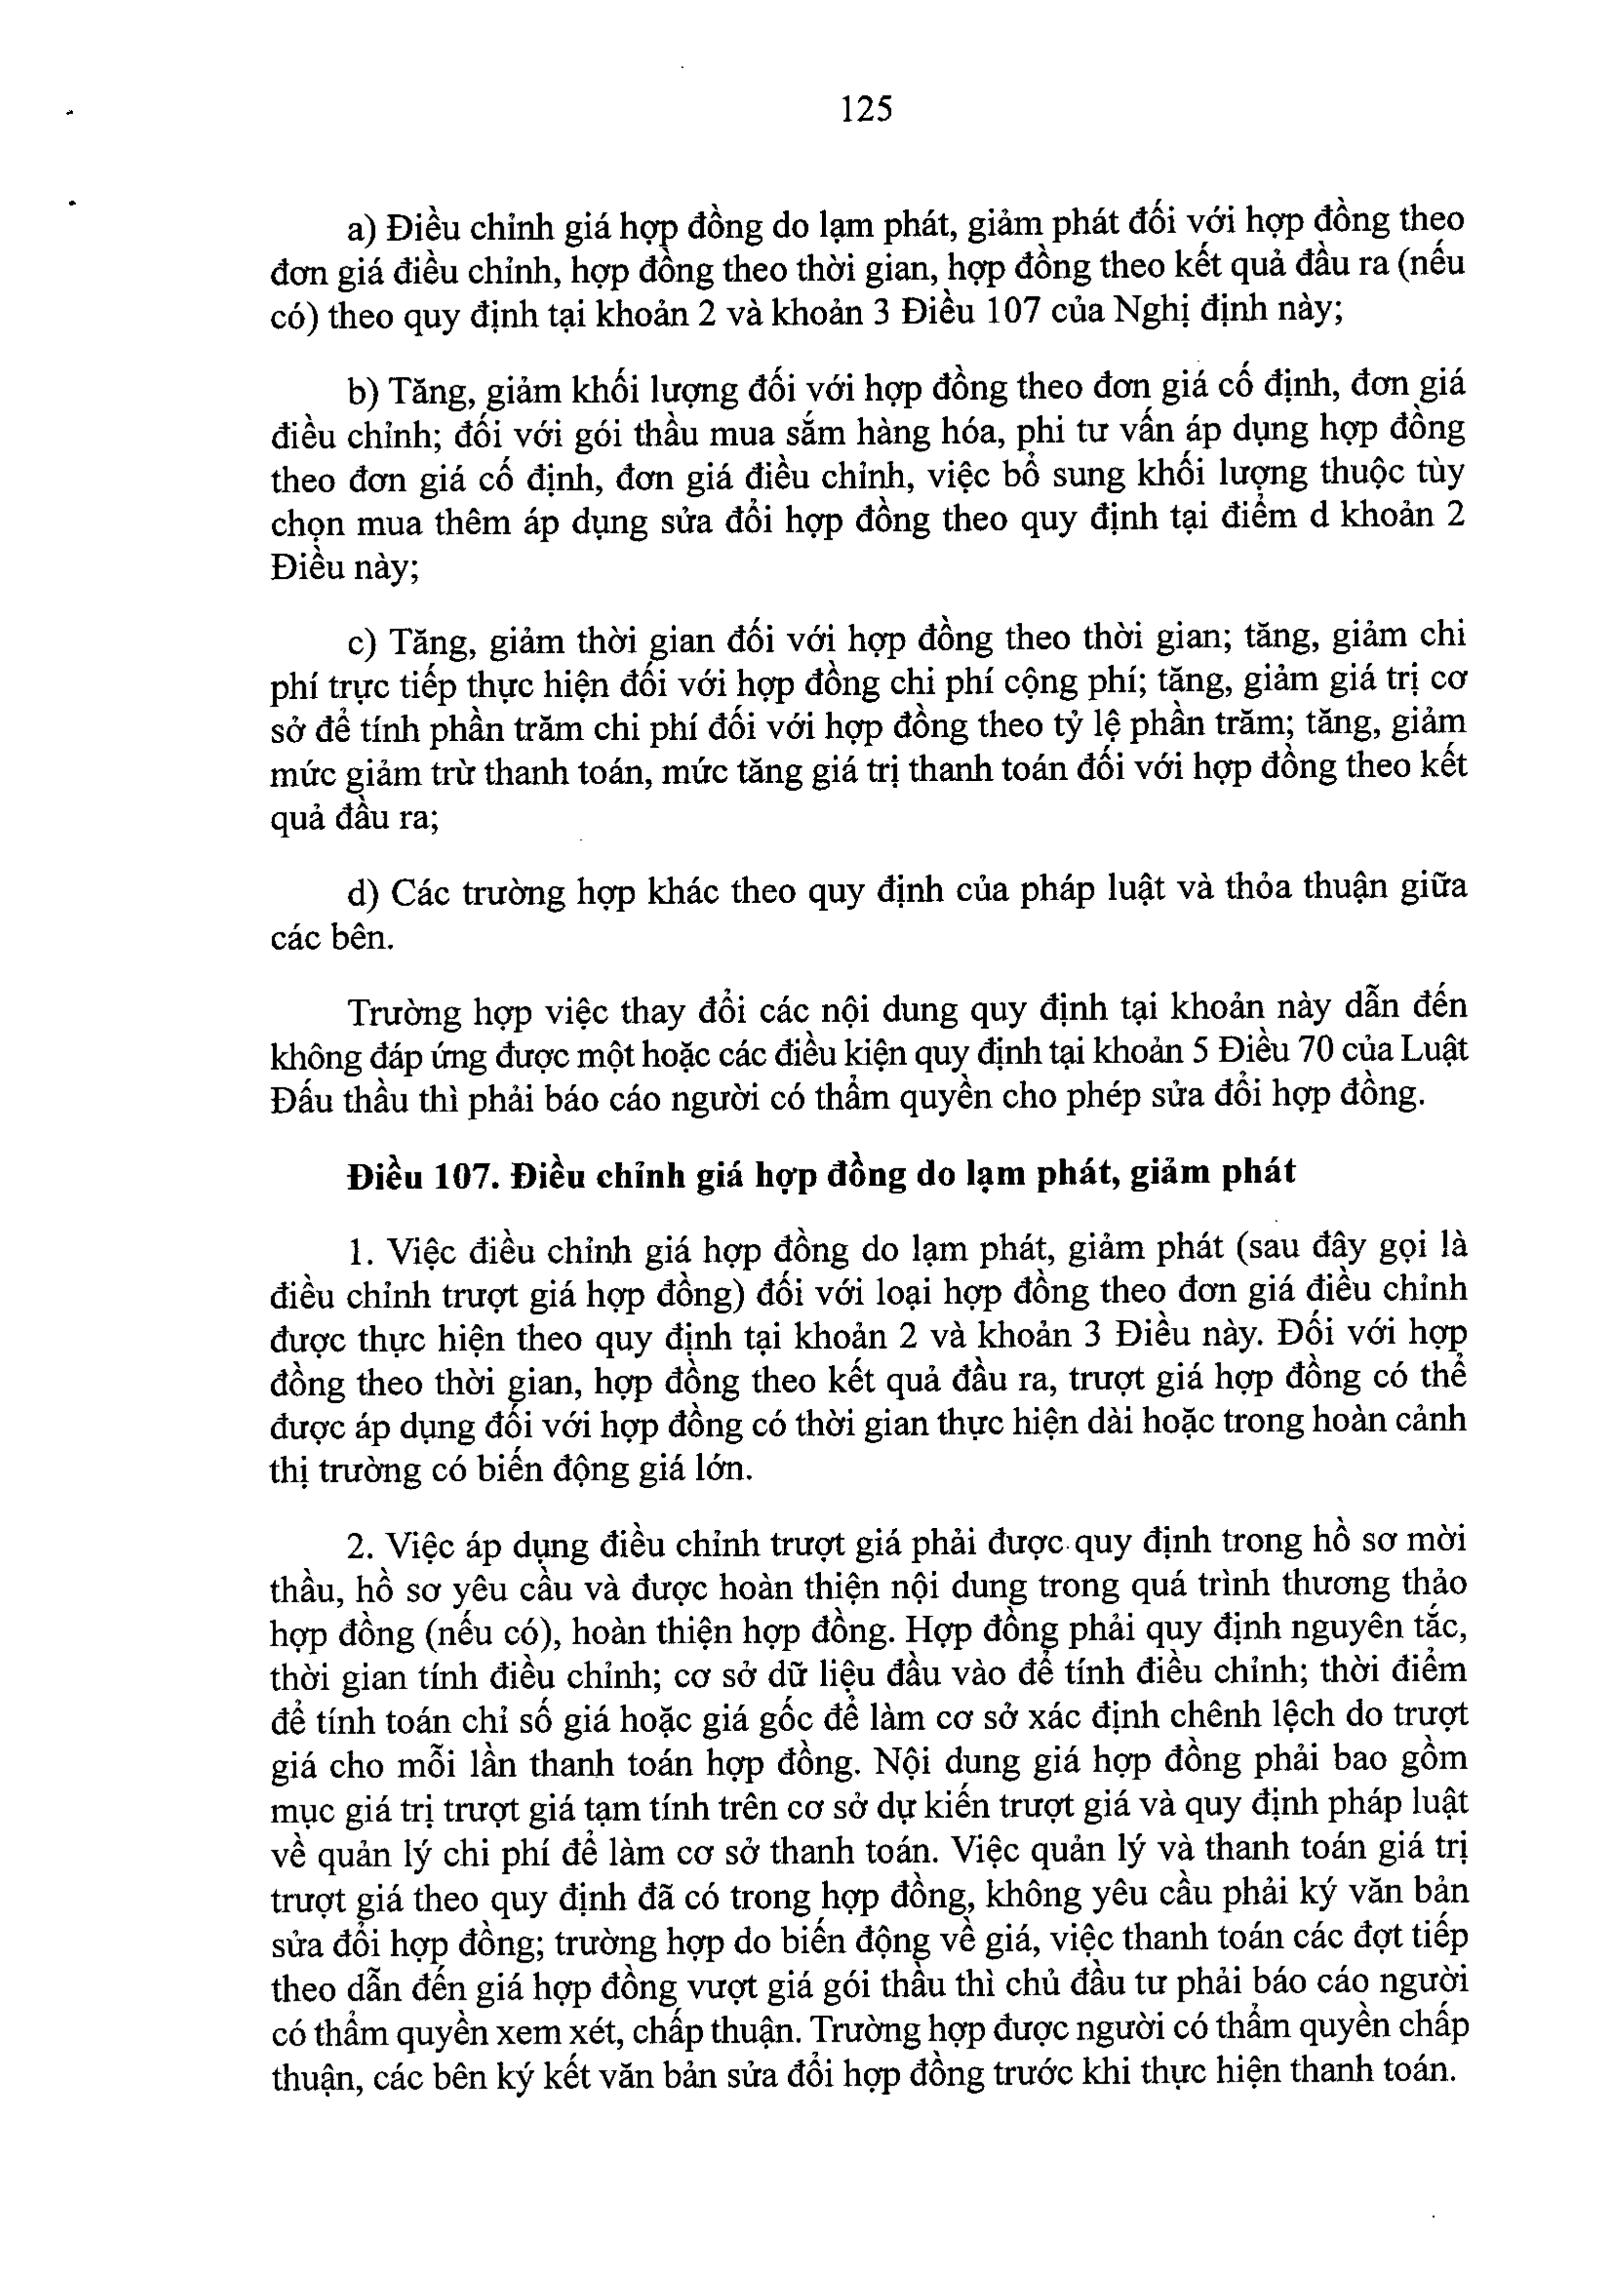 125
a) Điều chỉnh giá hợp đồng do lạm phát, giảm phát đối với hợp đồng theo
đơn giá điều chỉnh, hợp đồng theo thời gian, hợp đồng theo kết quả đầu ra (nếu
có) theo quy định tại khoản 2 và khoản 3 Điều 107 của Nghị định này;
b) Tăng, giảm khối lượng đối với hợp đồng theo đơn giá cố định, đơn giá
điều chỉnh; đối với gói thầu mua sắm hàng hóa, phi tư vấn áp dụng hợp đồng
theo đơn giá cố định, đơn giá điều chỉnh, việc bổ sung khối lượng thuộc tùy
chọn mua thêm áp dụng sửa đổi hợp đồng theo quy định tại điểm d khoản 2
Điều này;
c) Tăng, giảm thời gian đối với hợp đồng theo thời gian; tăng, giảm chi
phí trực tiếp thực hiện đối với hợp đồng chi phí cộng phí; tăng, giảm giá trị cơ
sở để tính phần trăm chi phí đối với hợp đồng theo tỷ lệ phần trăm; tăng, giảm
mức giảm trừ thanh toán, mức tăng giá trị thanh toán đối với hợp đồng theo kết
quả đầu ra;
d) Các trường hợp khác theo quy định của pháp luật và thỏa thuận giữa
các bên.
Trường hợp việc thay đổi các nội dung quy định tại khoản này dẫn đến
không đáp ứng được một hoặc các điều kiện quy định tại khoản 5 Điều 70 của Luật
Đấu thầu thì phải báo cáo người có thẩm quyền cho phép sửa đổi hợp đồng.
Điều 107. Điều chỉnh giá hợp đồng do lạm phát, giảm phát
1. Việc điều chỉnh giá hợp đồng do lạm phát, giảm phát (sau đây gọi là
điều chỉnh trượt giá hợp đồng) đối với loại hợp đồng theo đơn giá điều chỉnh
được thực hiện theo quy định tại khoản 2 và khoản 3 Điều này. Đối với hợp
đồng theo thời gian, hợp đồng theo kết quả đầu ra, trượt giá hợp đồng có thể
được áp dụng đối với hợp đồng có thời gian thực hiện dài hoặc trong hoàn cảnh
thị trường có biến động giá lớn.
2. Việc áp dụng điều chỉnh trượt giá phải được quy định trong hồ sơ mời
thầu, hồ sơ yêu cầu và được hoàn thiện nội dung trong quá trình thương thảo
hợp đồng (nếu có), hoàn thiện hợp đồng. Hợp đồng phải quy định nguyên tắc,
thời gian tính điều chỉnh; cơ sở dữ liệu đầu vào để tính điều chỉnh; thời điểm
để tính toán chỉ số giá hoặc giá gốc để làm cơ sở xác định chênh lệch do trượt
giá cho mỗi lần thanh toán hợp đồng. Nội dung giá hợp đồng phải bao gồm
mục giá trị trượt giá tạm tính trên cơ sở dự kiến trượt giá và quy định pháp luật
về quản lý chi phí để làm cơ sở thanh toán. Việc quản lý và thanh toán giá trị
trượt giá theo quy định đã có trong hợp đồng, không yêu cầu phải ký văn bản
sửa đổi hợp đồng; trường hợp do biến động về giá, việc thanh toán các đợt tiếp
theo dẫn đến giá hợp đồng vượt giá gói thầu thì chủ đầu tư phải báo cáo người
có thẩm quyền xem xét, chấp thuận. Trường hợp được người có thẩm quyền chấp
thuận, các bên ký kết văn bản sửa đổi hợp đồng trước khi thực hiện thanh toán.